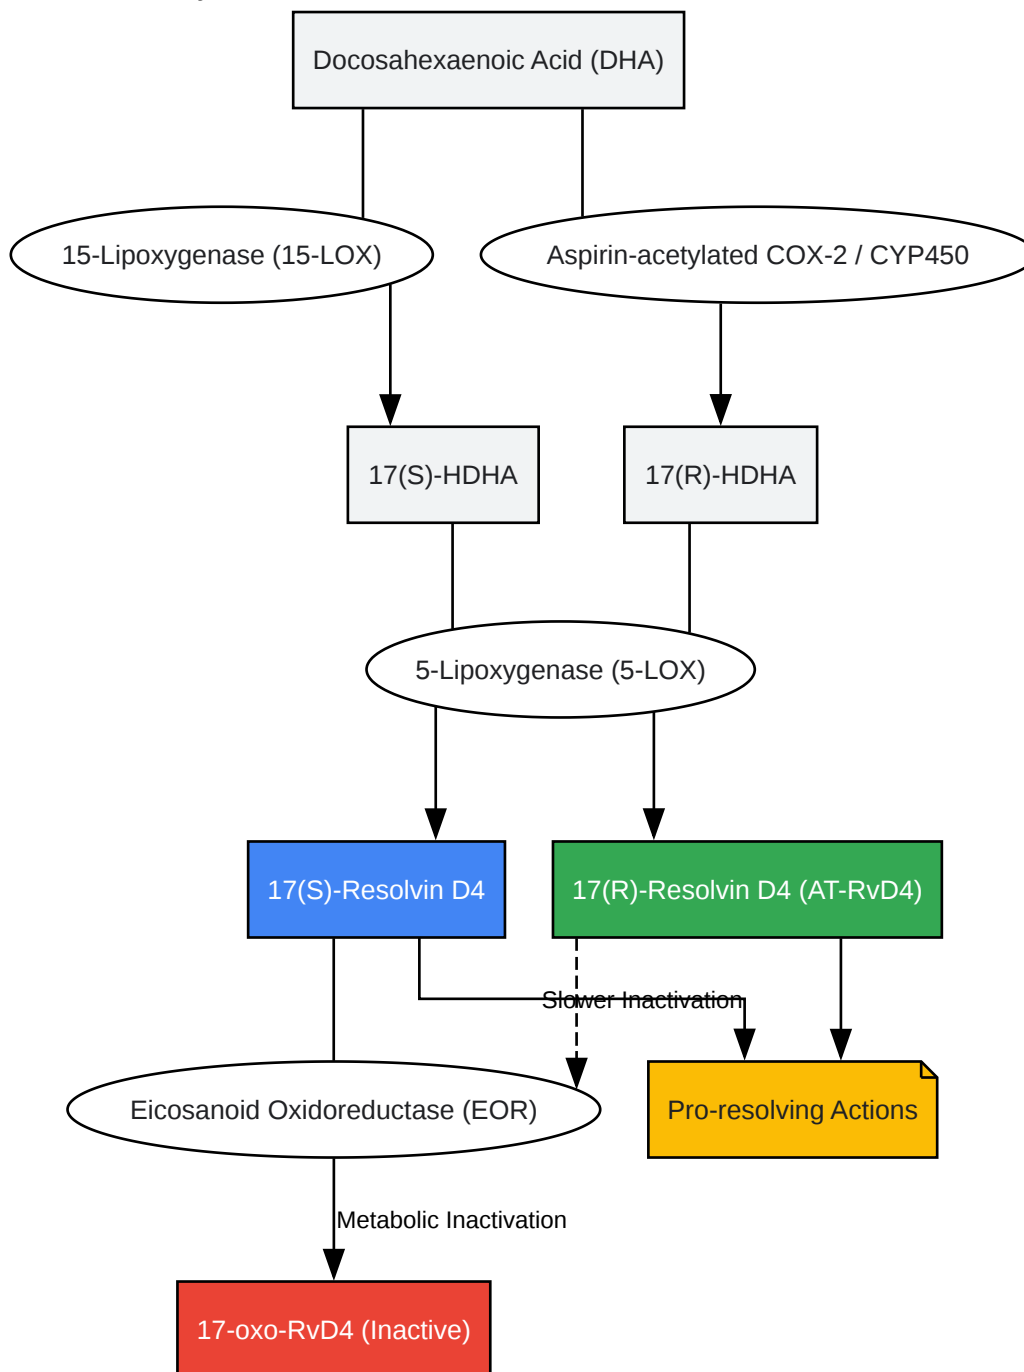 Docosahexaenoic Acid (DHA)
15-Lipoxygenase (15-LOX)
Aspirin-acetylated COX-2 / CYP450
17(S)-HDHA
17(R)-HDHA
5-Lipoxygenase (5-LOX)
17(S)-Resolvin D4
17(R)-Resolvin D4 (AT-RvD4)
Slower Inactivation
Eicosanoid Oxidoreductase (EOR)
Pro-resolving Actions
Metabolic Inactivation
17-oxo-RvD4 (Inactive)